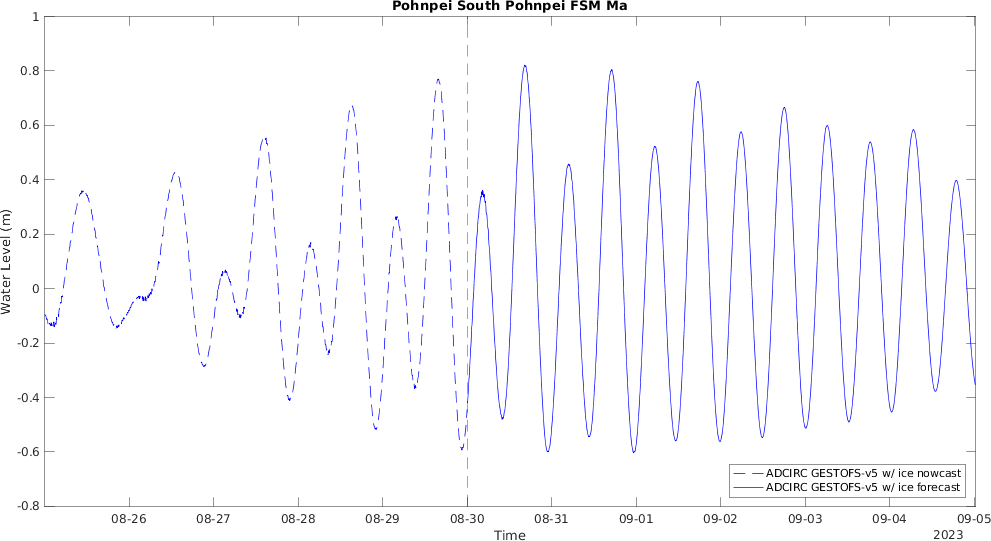 Pohnpei South Pohnpei FSM Ma
1
0.8
0.6
0.4
0.2
0
-0.2
-0.4
-0.6
-0.8
Water Level (m)
ADCIRC GESTOFS-v5 w/ ice nowcast
ADCIRC GESTOFS-v5 w/ ice forecast
08-26 08-27 08-28 08-29 08-30 08-31 09-01 09-02 09-03 09-04 09-05
Time
2023